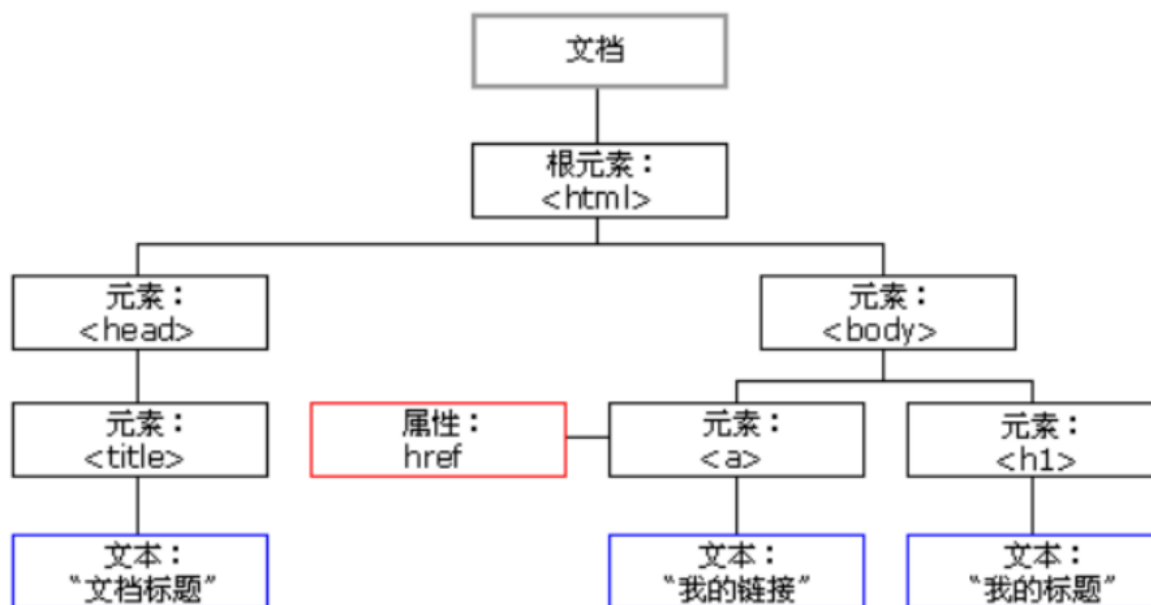 文档
根元素：
<html>
元素：
<head>
元素：
<body>
元素：
<title>
属性：
href
元素：
<a>
元素：
<h1>
文本：
“文档标题”
文本：
“我的链接”
文本：
“我的标题”